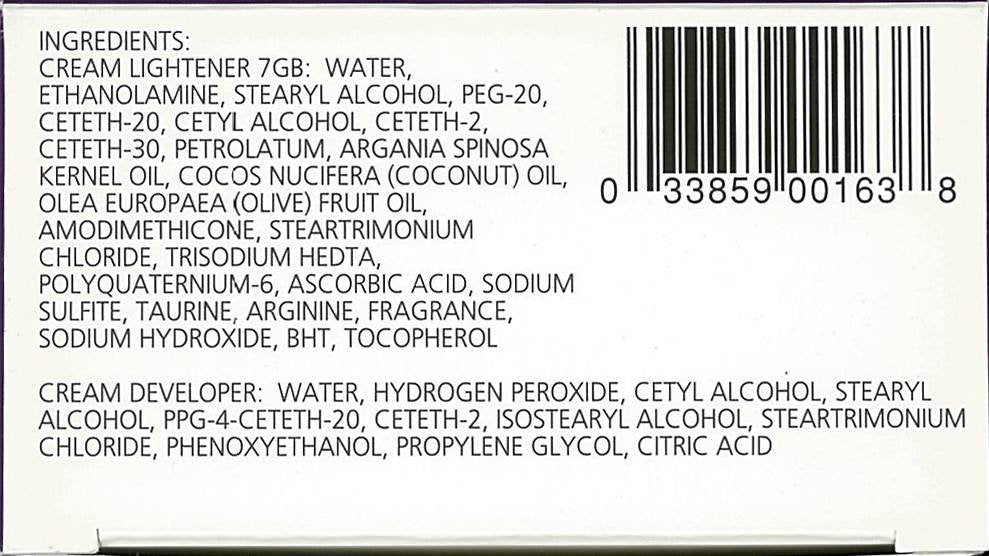 INGREDIENTS:
CREAM LIGHTENER 7GB: WATER,
ETHANOLAMINE, STEARYL ALCOHOL, PEG-20,
CETETH-20, CETYL ALCOHOL, CETETH-2,
CETETH-30, PETROLATUM, ARGANIA SPINOSA
KERNEL OIL, COCOS NUCIFERA (COCONUT) OIL,
OLEA EUROPAEA (OLIVE) FRUIT OIL,
AMODIMETHICONE, STEARTRIMONIUM
CHLORIDE, TRISODIUM HEDTA,
POLYQUATERNIUM-6, ASCORBIC ACID, SODIUM
SULFITE, TAURINE, ARGININE, FRAGRANCE,
SODIUM HYDROXIDE, BHT, TOCOPHEROL
0 33859 00163 8
CREAM DEVELOPER: WATER, HYDROGEN PEROXIDE, CETYL ALCOHOL, STEARYL
ALCOHOL, PPG-4-CETETH-20, CETETH-2, ISOSTEARYL ALCOHOL, STEARTRIMONIUM
CHLORIDE, PHENOXYETHANOL, PROPYLENE GLYCOL, CITRIC ACID